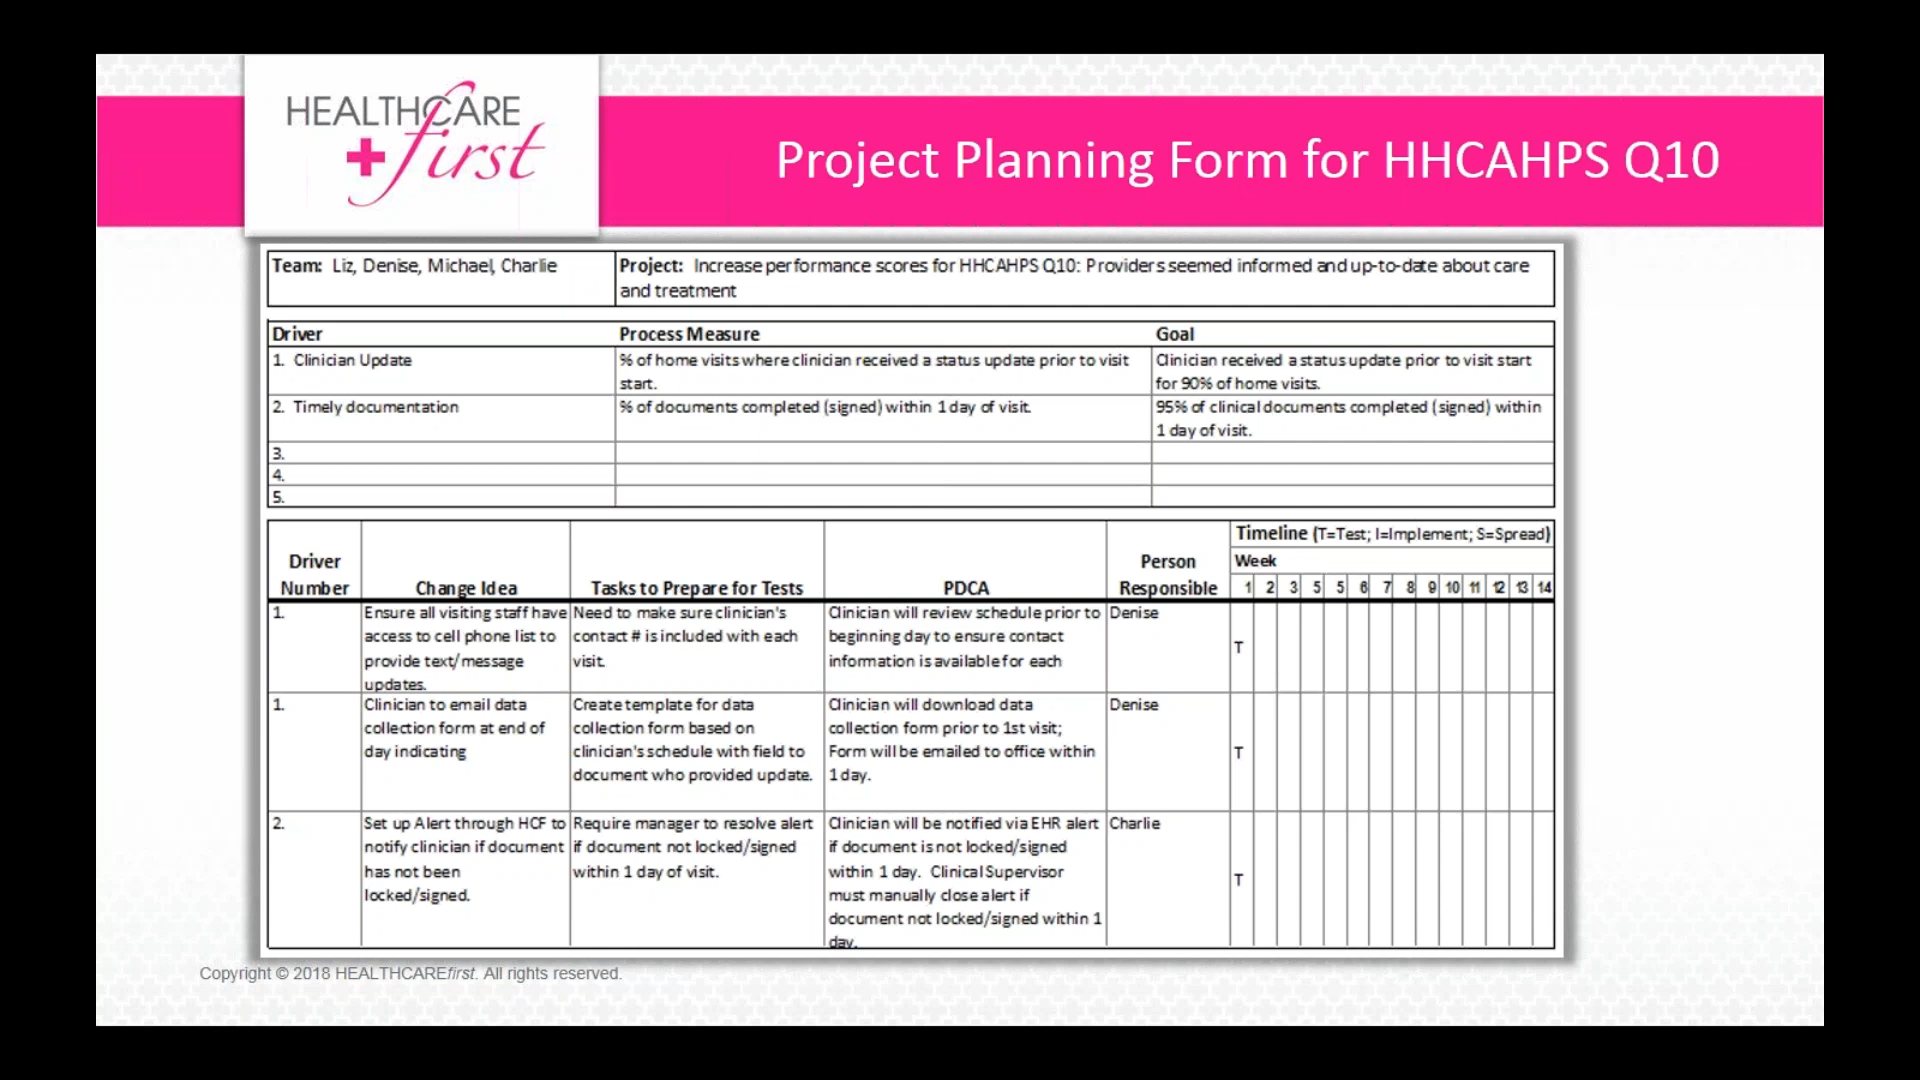 HEALTHCARE
first
Project Planning Form for HHCAHPS Q10
Team: Liz, Denise, Michael, Charlie
Project: Increase performance scores for HHCAHPS Q10: Providers seemed informed and up-to-date about care
and treatment
Driver
Process Measure
Goal
1. Clinician Update
% of home visits where clinician received a status update prior to visit
start.
Clinician received a status update prior to visit start
for 90% of home visits.
2. Timely documentation
% of documents completed (signed) within 1 day of visit.
95% of clinical documents completed (signed) within
1 day of visit.
3.
4.
5.
Driver
Number
Change Idea
Tasks to Prepare for Tests
PDCA
Person
Responsible
Timeline (T=Test; I=Implement; S=Spread)
Week
1 2 3 5 5 6 7 8 9 10 11 12 13 14
1.
Ensure all visiting staff have
access to cell phone list to
provide text/message
updates.
Need to make sure clinician's
contact # is included with each
visit.
Clinician will review schedule prior to
beginning day to ensure contact
information is available for each
Denise
T
1.
Clinician to email data
collection form at end of
day indicating
Create template for data
collection form based on
clinician's schedule with field to
document who provided update.
Clinician will download data
collection form prior to 1st visit;
Form will be emailed to office within
1 day.
Denise
T
2.
Set up Alert through HCF to
notify clinician if document
has not been
locked/signed.
Require manager to resolve alert
if document not locked/signed
within 1 day of visit.
Clinician will be notified via EHR alert
if document is not locked/signed
within 1 day. Clinical Supervisor
must manually close alert if
document not locked/signed within 1
day.
Charlie
T
Copyright © 2018 HEALTHCAREfirst. All rights reserved.